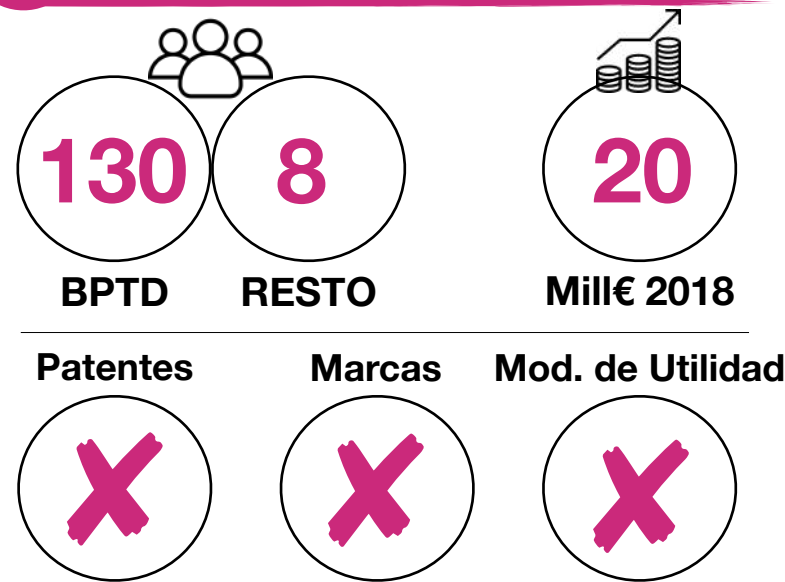 130 8 20
BPTD RESTO Mill€ 2018
Patentes Marcas Mod. de Utilidad